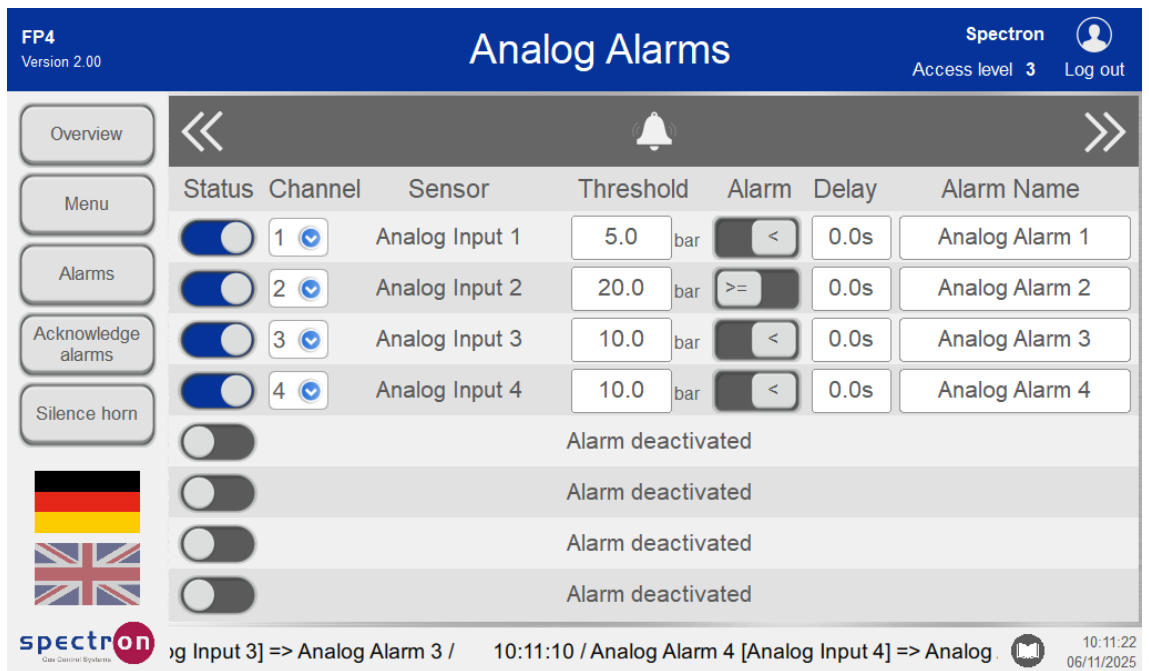 FP4
Version 2.00
Analog Alarms
Spectron
Access level 3
Log out
Overview
Menu
Alarms
Acknowledge
alarms
Silence horn
Status Channel Sensor Threshold Alarm Delay Alarm Name
1 Analog Input 1 5.0 bar < 0.0s Analog Alarm 1
2 Analog Input 2 20.0 bar >= 0.0s Analog Alarm 2
3 Analog Input 3 10.0 bar < 0.0s Analog Alarm 3
4 Analog Input 4 10.0 bar < 0.0s Analog Alarm 4
Alarm deactivated
Alarm deactivated
Alarm deactivated
Alarm deactivated
spectron
Gas Control Systems
og Input 3] => Analog Alarm 3 / 10:11:10 / Analog Alarm 4 [Analog Input 4] => Analog
10:11:22
06/11/2025